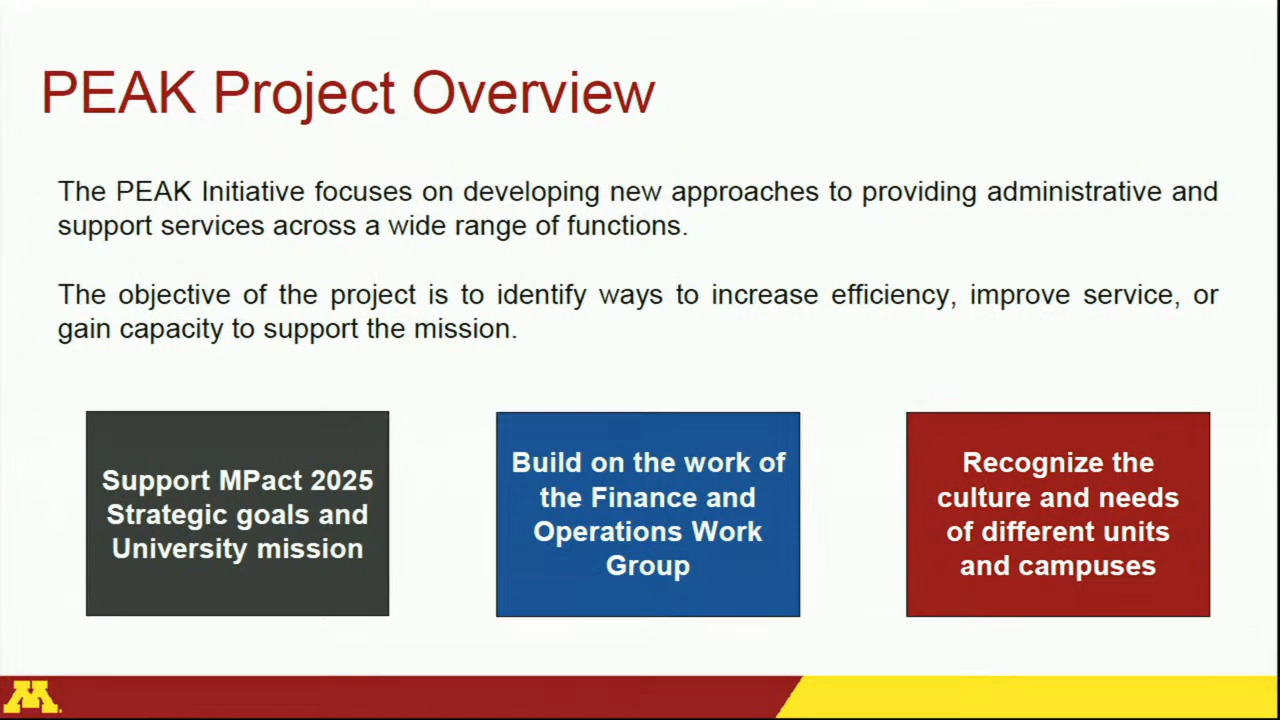 PEAK Project Overview
The PEAK Initiative focuses on developing new approaches to providing administrative and
support services across a wide range of functions.
The objective of the project is to identify ways to increase efficiency, improve service, or
gain capacity to support the mission.
Support MPact 2025
Strategic goals and
University mission
Build on the work of
the Finance and
Operations Work
Group
Recognize the
culture and needs
of different units
and campuses
M